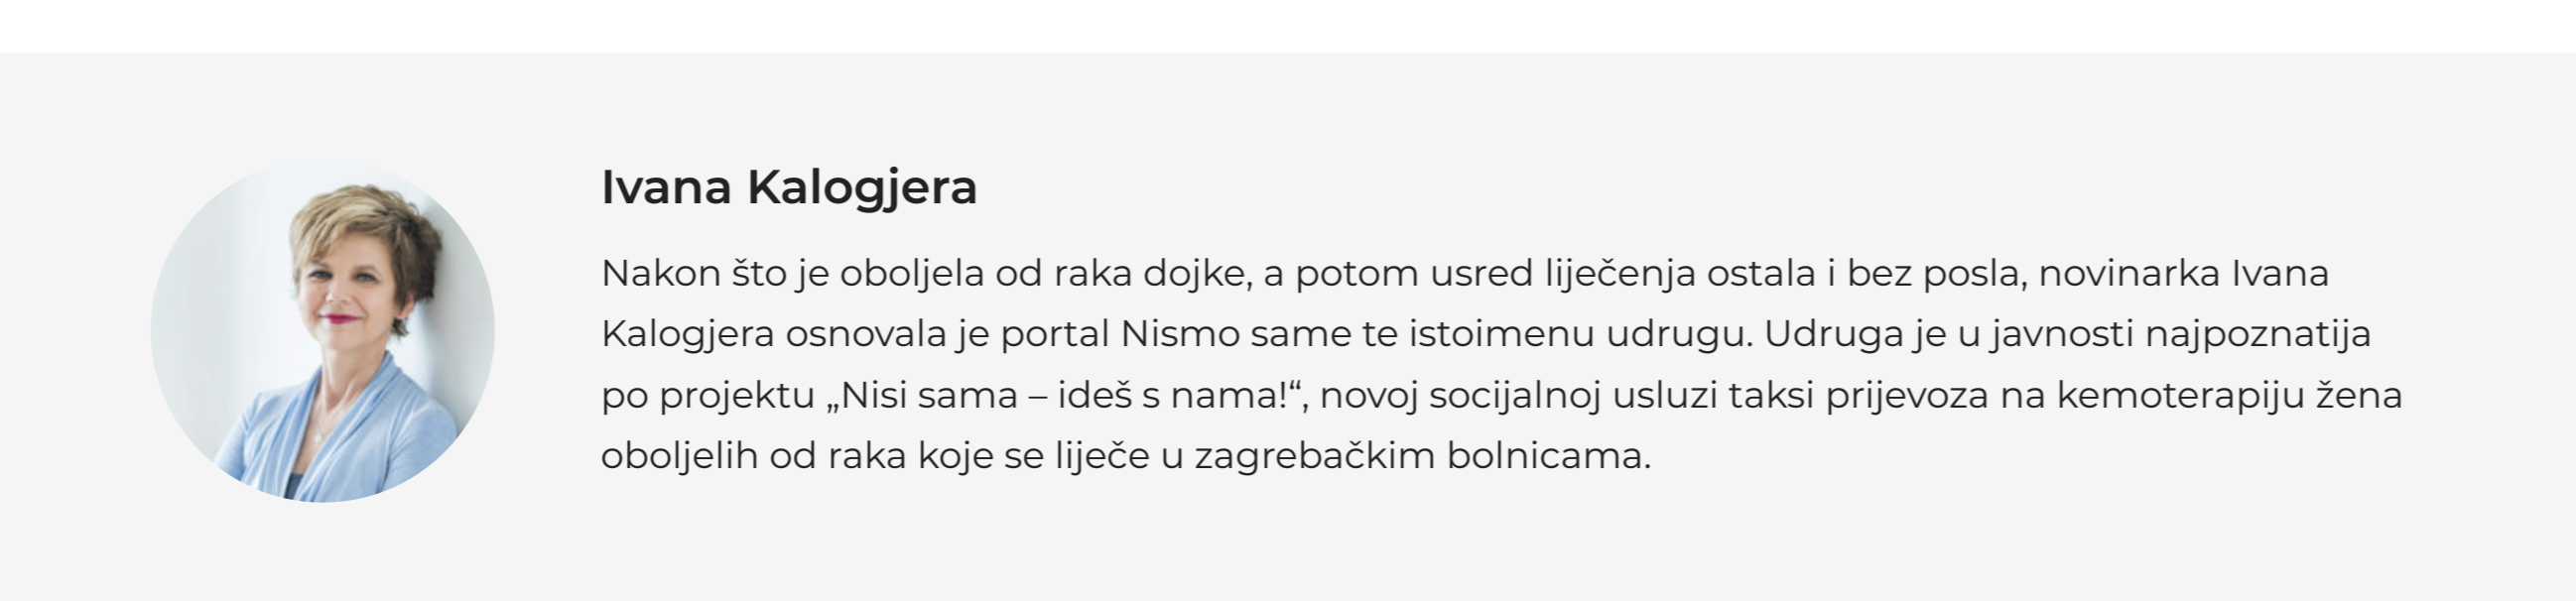 Ivana Kalogjera
Nakon što je oboljela od raka dojke, a potom usred liječenja ostala i bez posla, novinarka Ivana
Kalogjera osnovala je portal Nismo same te istoimenu udrugu. Udruga je u javnosti najpoznatija
po projektu „Nisi sama – ideš s nama!“, novoj socijalnoj usluzi taksi prijevoza na kemoterapiju žena
oboljelih od raka koje se liječe u zagrebačkim bolnicama.